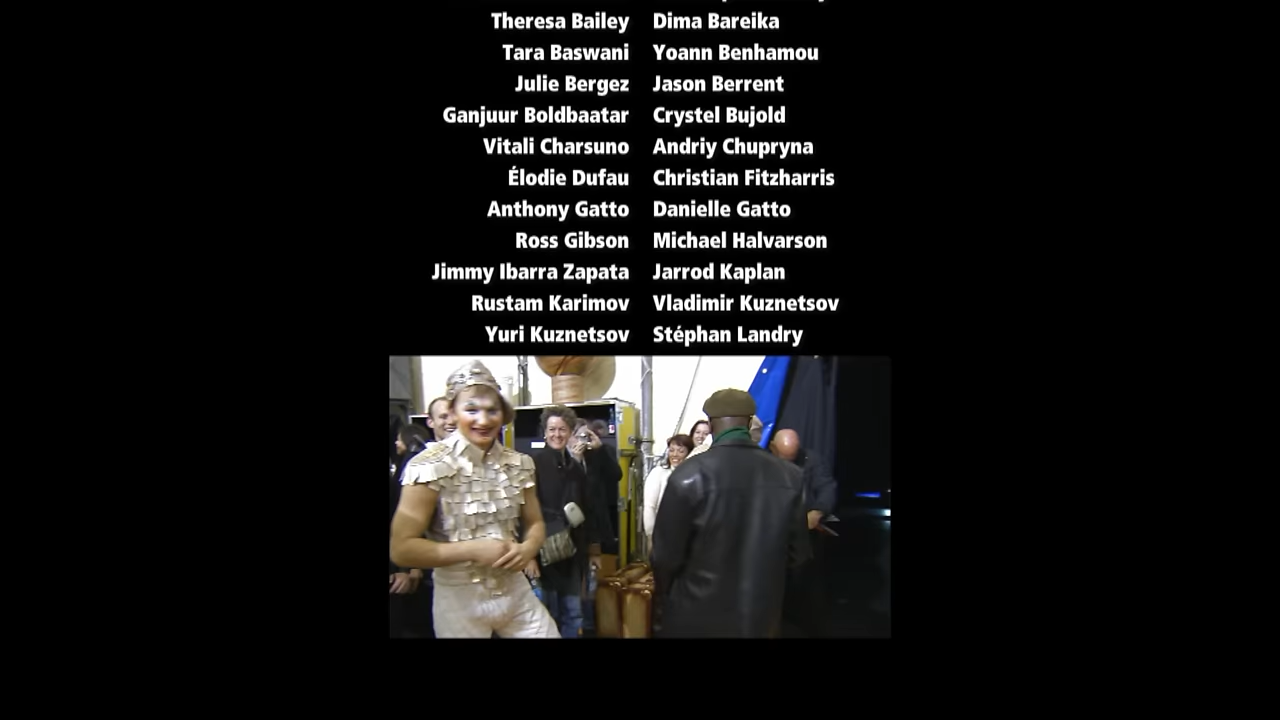 Theresa Bailey Dima Bareika
Tara Baswani Yoann Benhamou
Julie Bergez Jason Berrent
Ganjuur Boldbaatar Crystel Bujold
Vitali Charsuno Andriy Chupryna
Élodie Dufau Christian Fitzharris
Anthony Gatto Danielle Gatto
Ross Gibson Michael Halvarson
Jimmy Ibarra Zapata Jarrod Kaplan
Rustam Karimov Vladimir Kuznetsov
Yuri Kuznetsov Stéphan Landry